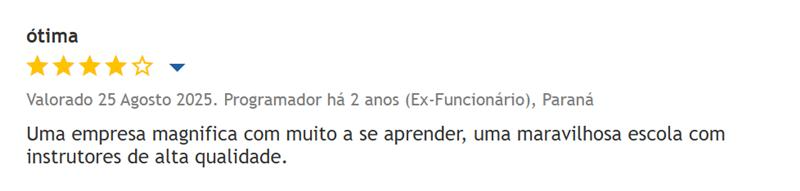 ótima
Valorado 25 Agosto 2025. Programador há 2 anos (Ex-Funcionário), Paraná
Uma empresa magnifica com muito a se aprender, uma maravilhosa escola com
instrutores de alta qualidade.